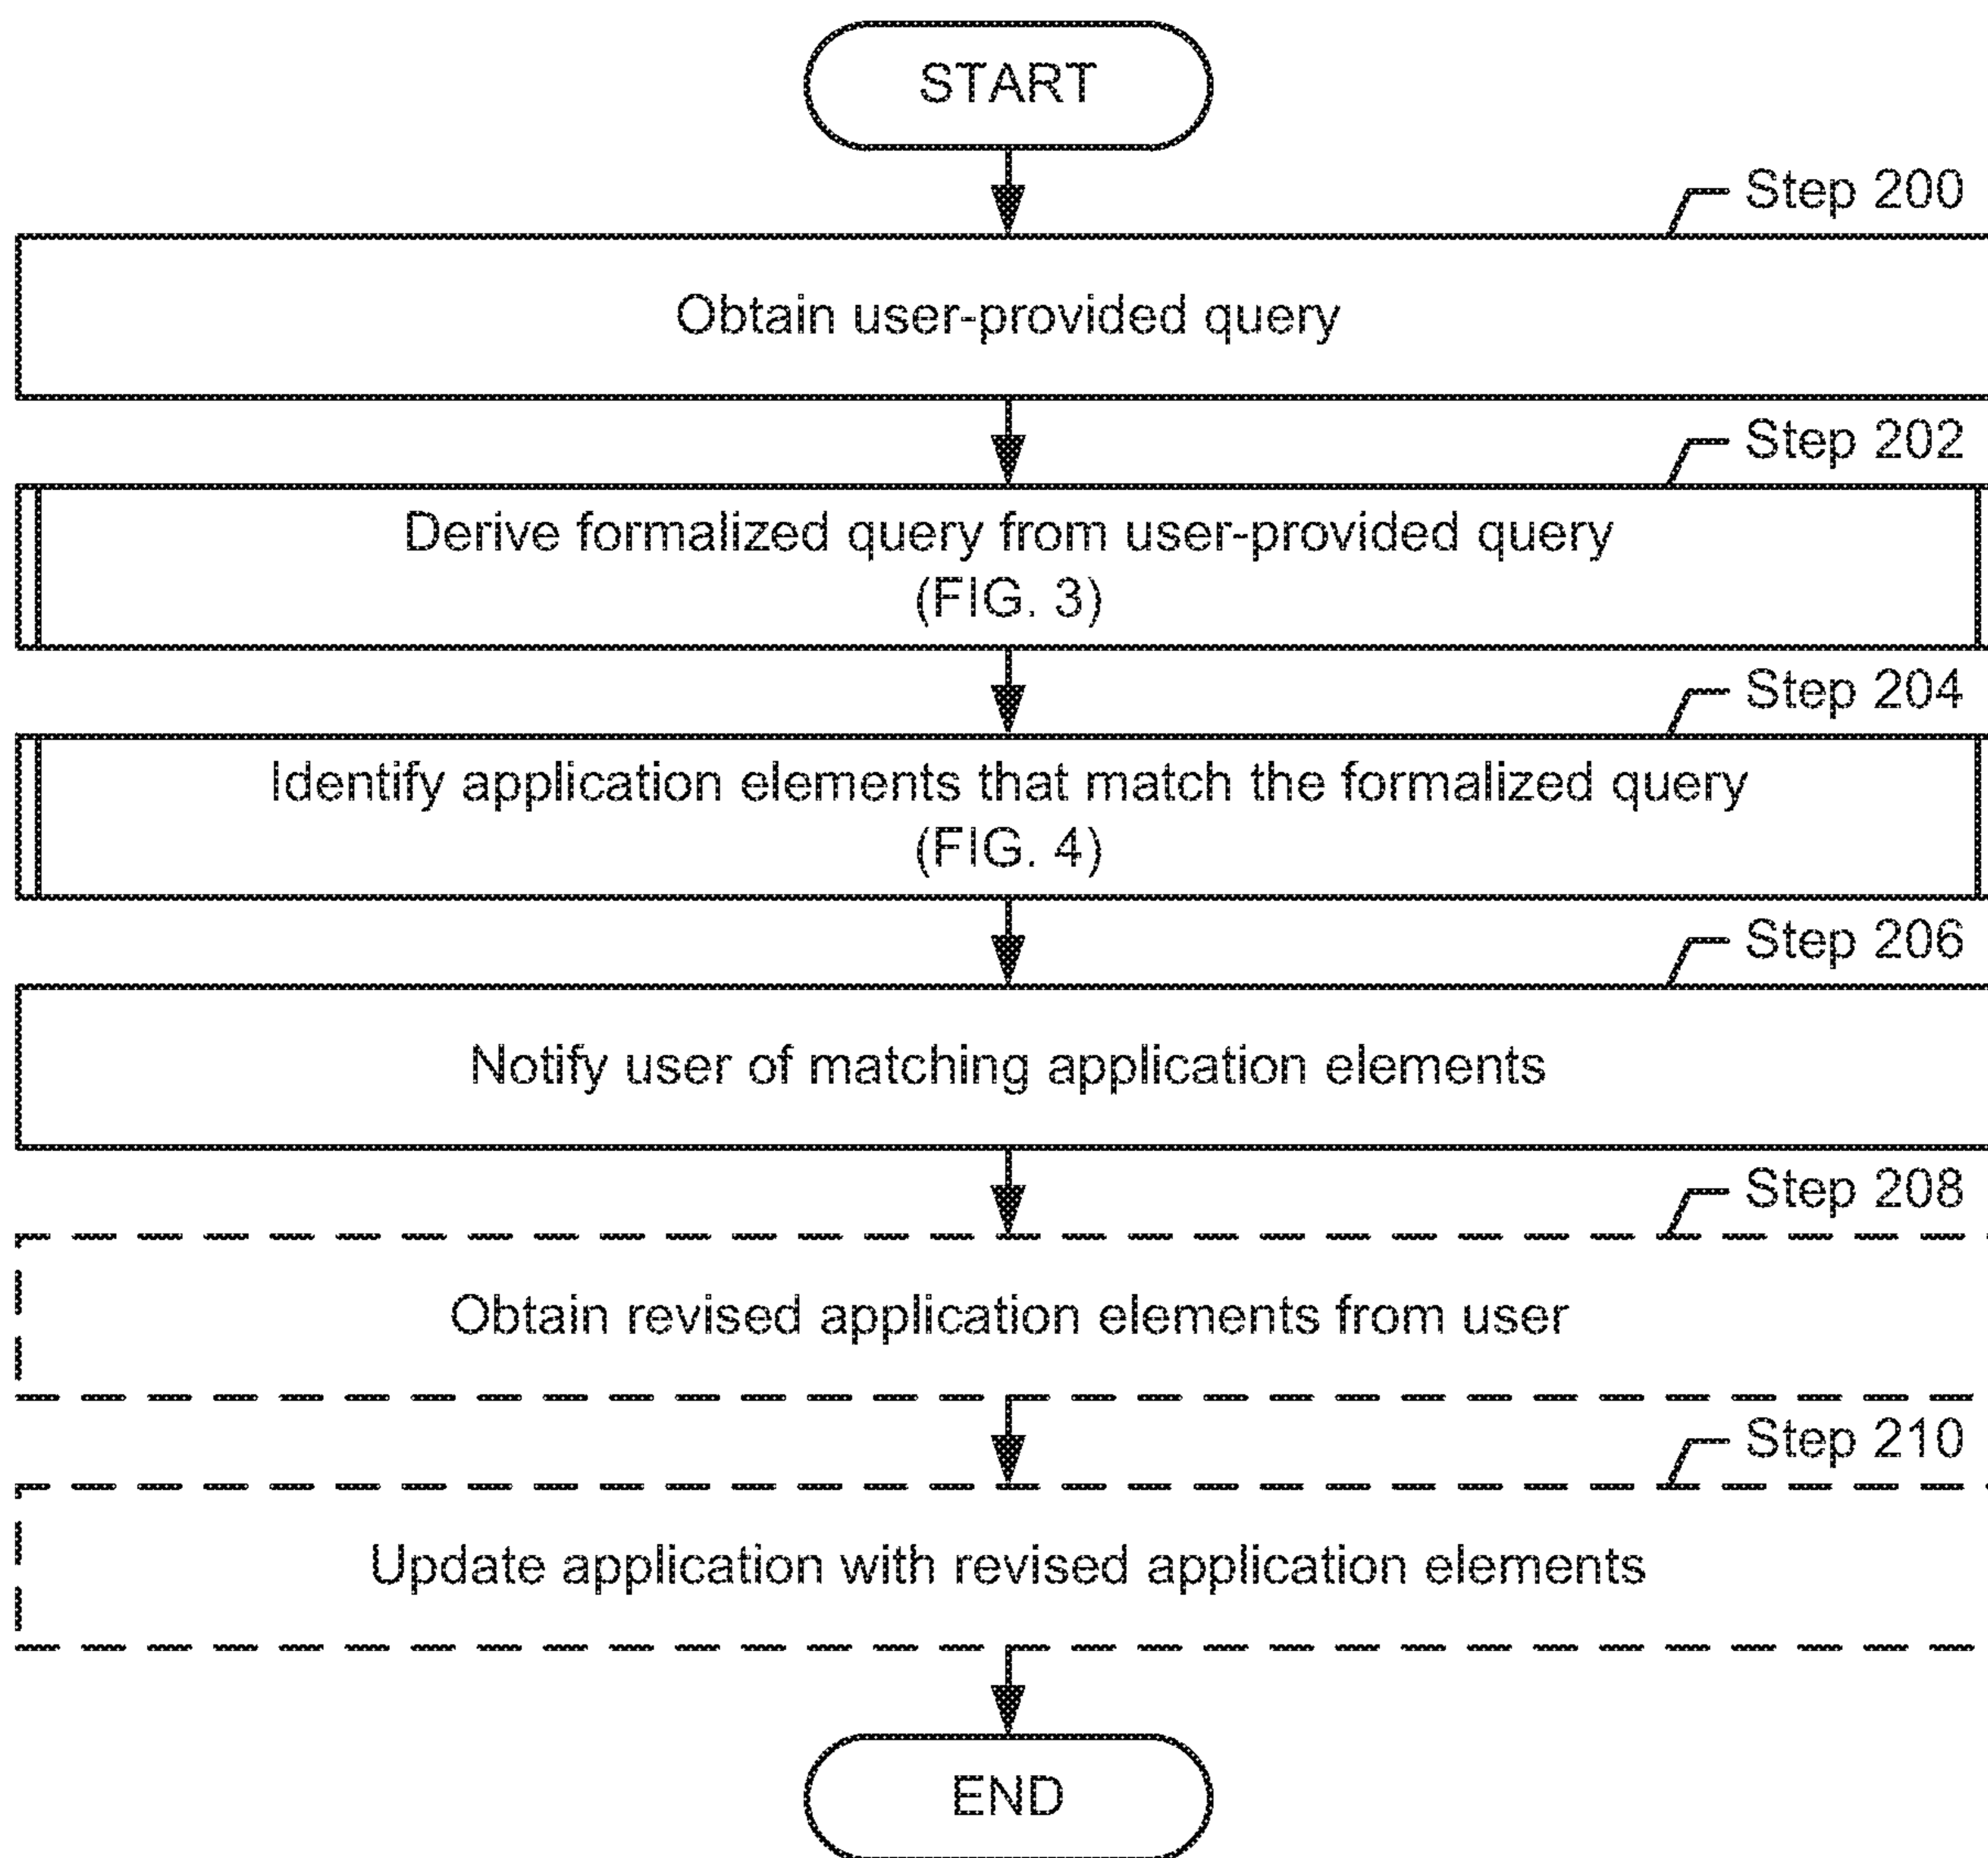 START
Step 200
Obtain user-provided query
Step 202
Derive formalized query from user-provided query
(FIG. 3)
Step 204
Identify application elements that match the formalized query
(FIG. 4)
Step 206
Notify user of matching application elements
Step 208
Obtain revised application elements from user
Step 210
Update application with revised application elements
END